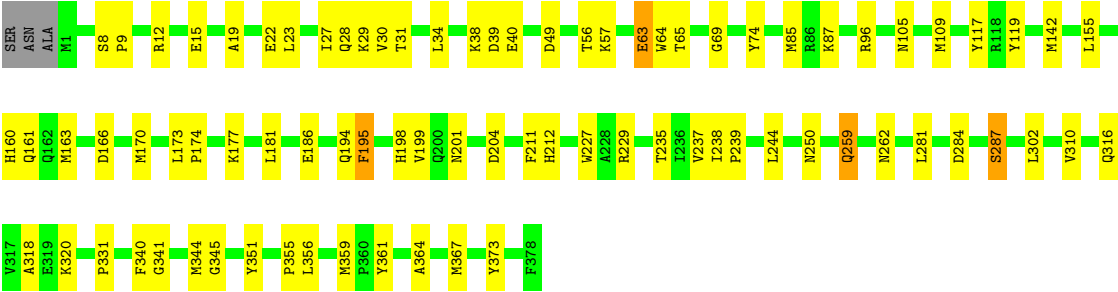 SER ASN ALA M1 S8 P9 R12 E15 A19 E22 L23 I27 Q28 K29 V30 T31 L34 K38 D39 E40 D49 T56 K57 E63 W64 T65 G69 Y74 M85 R86 K87 R96 N105 M109 Y117 R118 Y119 M142 L155
H160 Q161 Q162 M163 D166 M170 L173 P174 K177 L181 E186 Q194 F195 H198 V199 Q200 N201 D204 F211 H212 W227 A228 R229 T235 I236 V237 I238 P239 L244 N250 Q259 N262 L281 D284 S287 L302 V310 Q316
V317 A318 E319 K320 P331 F340 G341 M344 G345 Y351 P355 L356 M359 P360 Y361 A364 M367 Y373 F378